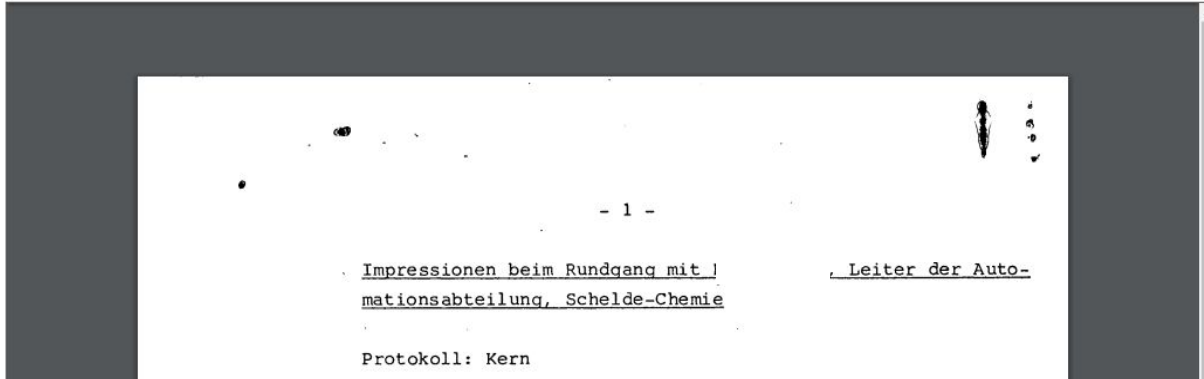 - 1 -
Impressionen beim Rundgang mit , Leiter der Auto-
mationsabteilung, Schelde-Chemie
Protokoll: Kern